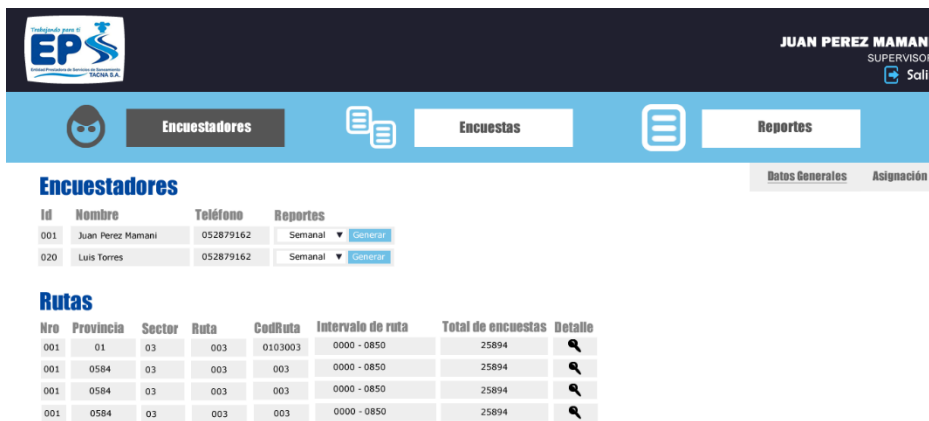 Trabajando para ti
EPS
Entidad Prestadora de Servicios de Saneamiento
TACNA S.A.
JUAN PEREZ MAMAN
SUPERVISOR
Sali
Encuestadores
Encuestas
Reportes
Datos Generales Asignación
Encuestadores
Id Nombre Teléfono Reportes
001 Juan Perez Mamani 052879162 Semanal ▼ Generar
020 Luis Torres 052879162 Semanal ▼ Generar
Rutas
Nro Provincia Sector Ruta CodRuta Intervalo de ruta Total de encuestas Detalle
001 01 03 003 0103003 0000 - 0850 25894
001 0584 03 003 003 0000 - 0850 25894
001 0584 03 003 003 0000 - 0850 25894
001 0584 03 003 003 0000 - 0850 25894